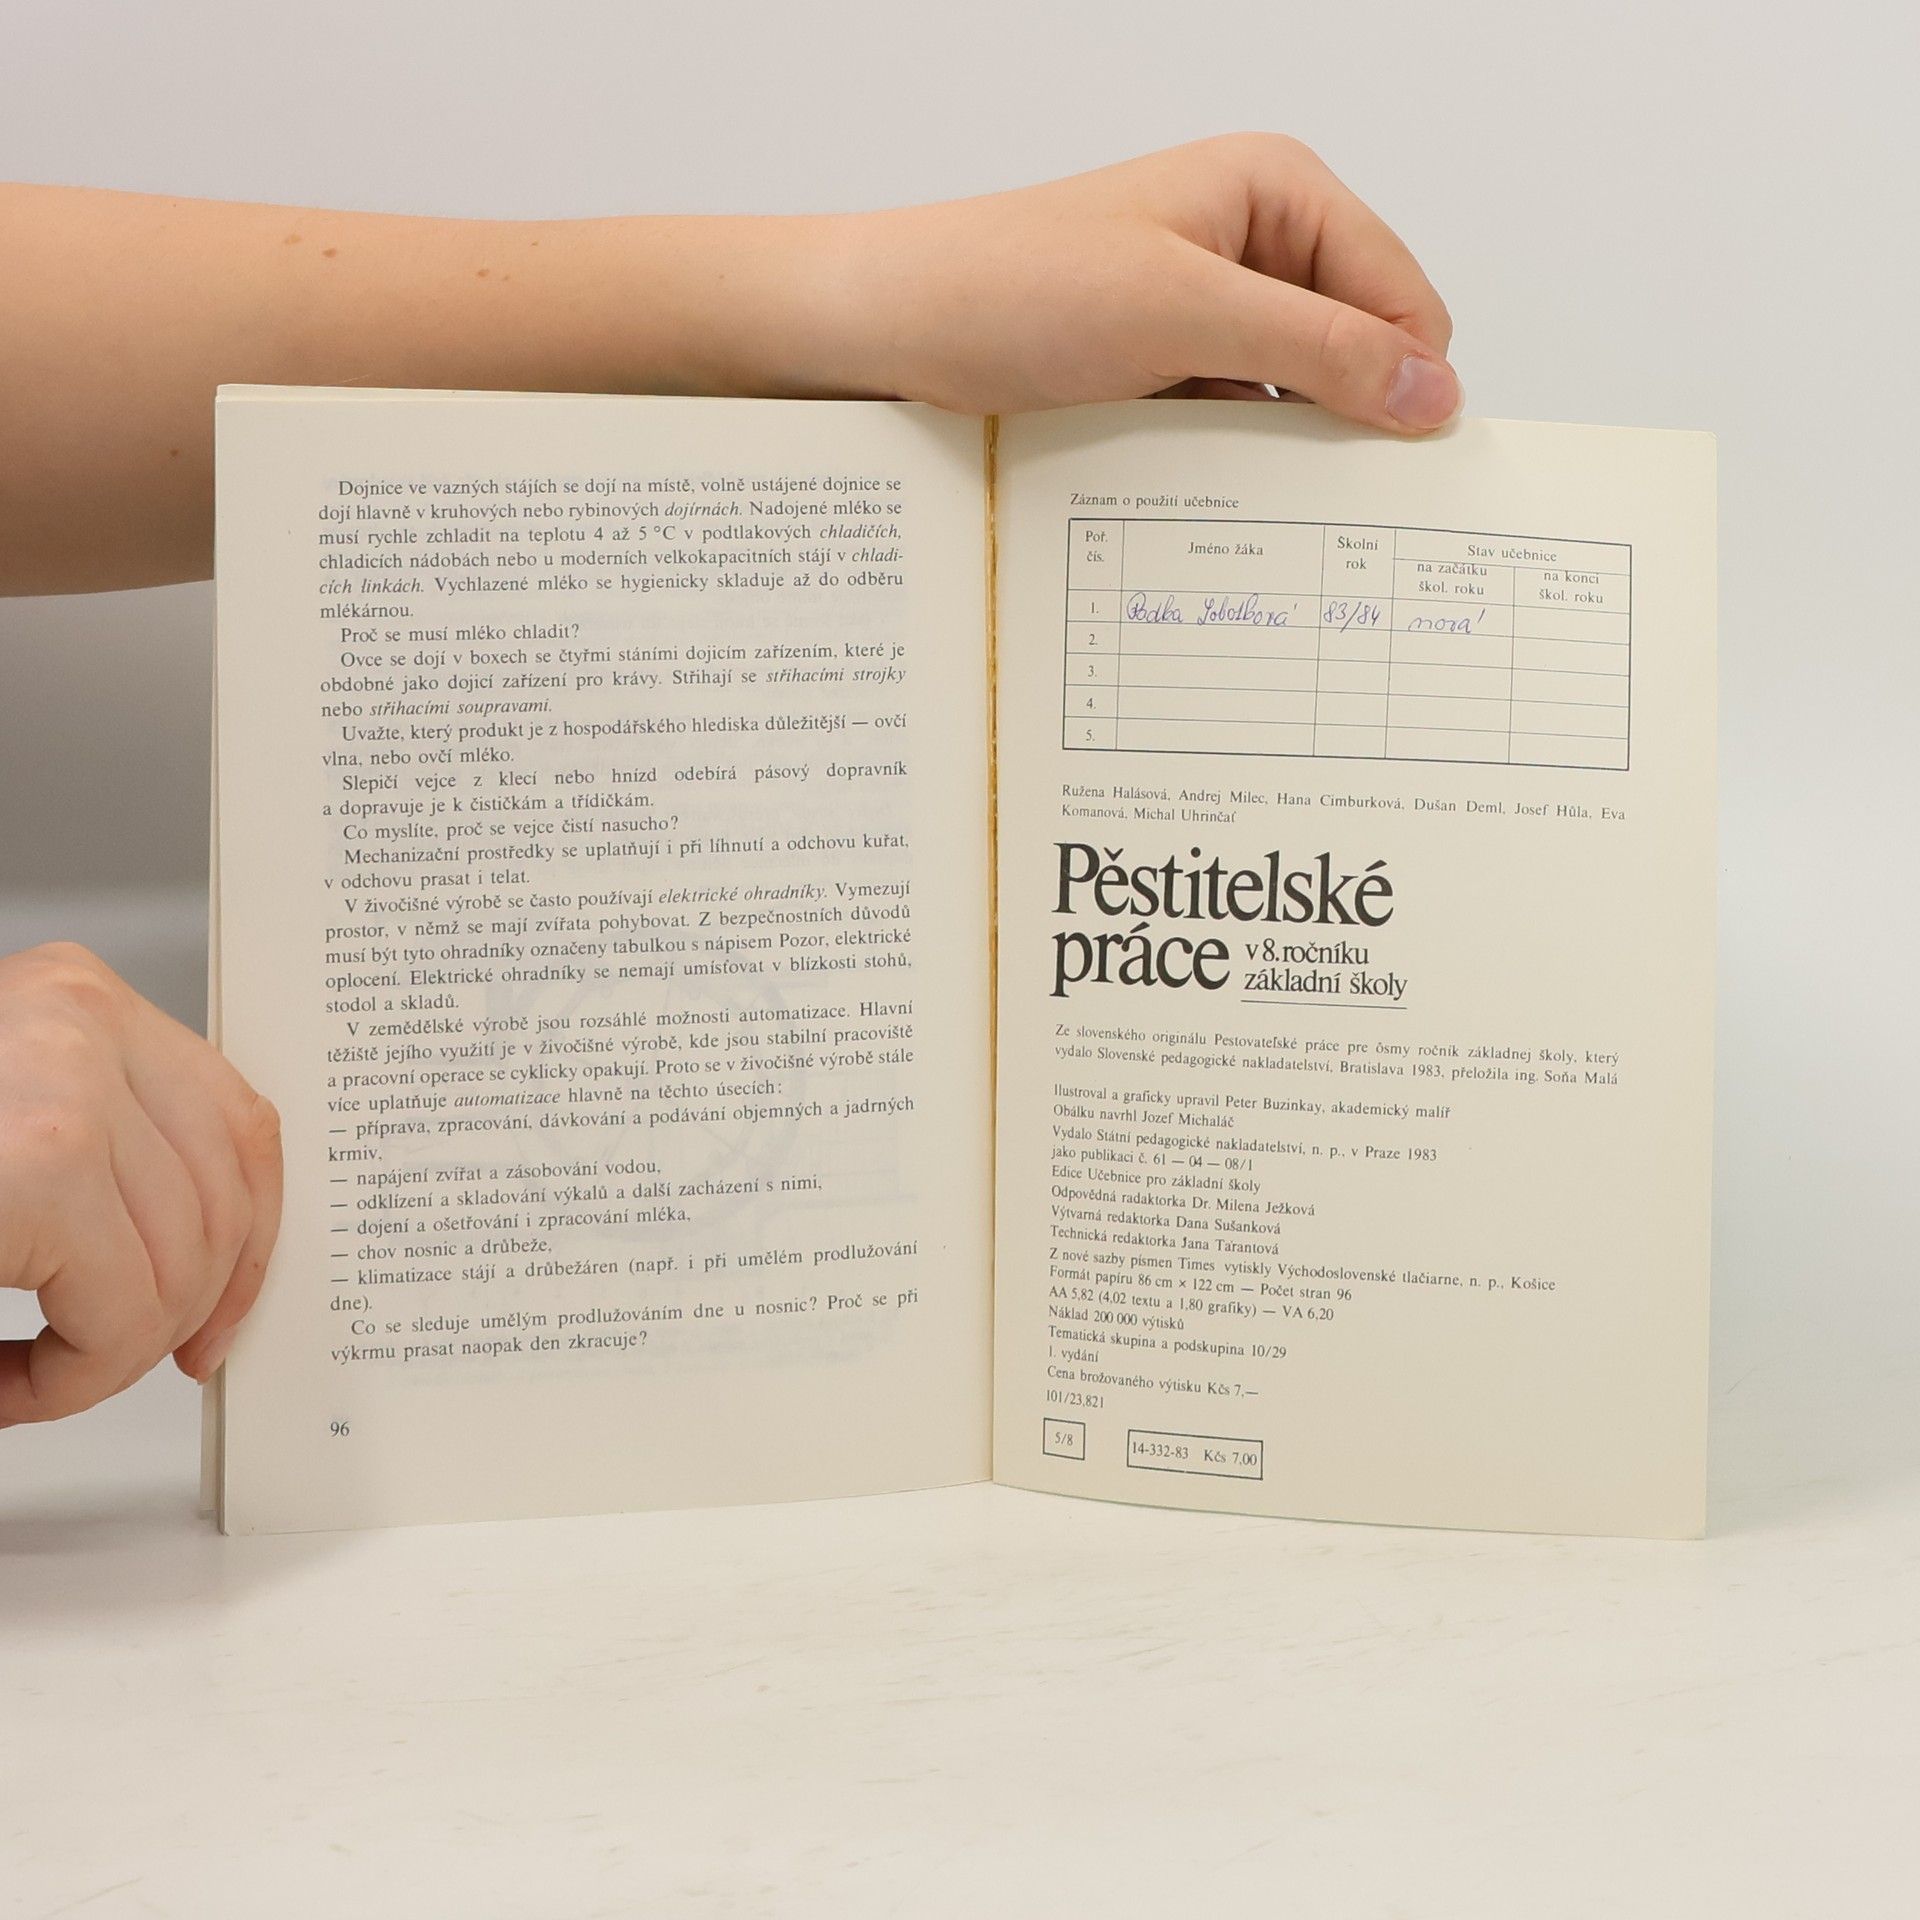 Dojnice ve vazných stájích se dojí na místě, volně ustájené dojnice se
dojí hlavně v kruhových nebo rybinových dojírnách. Nadojené mléko se
musí rychle zchladit na teplotu 4 až 5 °C v podtlakových chladičích,
chladicích nádobách nebo u moderních velkokapacitních stájí v chladi-
cích linkách. Vychlazené mléko se hygienicky skladuje až do odběru
mlékárnou.
Proč se musí mléko chladit?
Ovce se dojí v boxech se čtyřmi stáními dojicím zařízením, které je
obdobné jako dojicí zařízení pro krávy. Stříhají se střihacími strojky
nebo střihacími soupravami.
Uvažte, který produkt je z hospodářského hlediska důležitější — ovčí
vlna, nebo ovčí mléko.
Slepičí vejce z klecí nebo hnízd odebírá pásový dopravník
a dopravuje je k čističkám a třídičkám.
Co myslíte, proč se vejce čistí nasucho?
Mechanizační prostředky se uplatňují i při líhnutí a odchovu kuřat,
v odchovu prasat i telat.
V živočišné výrobě se často používají elektrické ohradníky. Vymezují
prostor, v němž se mají zvířata pohybovat. Z bezpečnostních důvodů
musí být tyto ohradníky označeny tabulkou s nápisem Pozor, elektrické
oplocení. Elektrické ohradníky se nemají umísťovat v blízkosti stohů,
stodol a skladů.
V zemědělské výrobě jsou rozsáhlé možnosti automatizace. Hlavní
těžiště jejího využití je v živočišné výrobě, kde jsou stabilní pracoviště
a pracovní operace se cyklicky opakují. Proto se v živočišné výrobě stále
více uplatňuje automatizace hlavně na těchto úsecích:
— příprava, zpracování, dávkování a podávání objemných a jadrných
krmiv,
— napájení zvířat a zásobování vodou,
— odklízení a skladování výkalů a další zacházení s nimi,
— dojení a ošetřování i zpracování mléka,
— chov nosnic a drůbeže,
— klimatizace stájí a drůbežáren (např. i při umělém prodlužování
dne).
Co se sleduje umělým prodlužováním dne u nosnic? Proč se při
výkrmu prasat naopak den zkracuje?
96
Záznam o použití učebnice
Poř. čís.
Jméno žáka
Školní rok
Stav učebnice
na začátku škol. roku
na konci škol. roku
1. 83/84 nová
2.
3.
4.
5.
Ružena Halásová, Andrej Milec, Hana Cimburková, Dušan Deml, Josef Hůla, Eva
Komanová, Michal Uhrinčať
Pěstitelské
práce v 8. ročníku
základní školy
Ze slovenského originálu Pestovateľské práce pre ôsmy ročník základnej školy, který
vydalo Slovenské pedagogické nakladatelství, Bratislava 1983, přeložila ing. Soňa Malá
Ilustroval a graficky upravil Peter Buzinkay, akademický malíř
Obálku navrhl Jozef Michaláč
Vydalo Státní pedagogické nakladatelství, n. p., v Praze 1983
jako publikaci č. 61 — 04 — 08/1
Edice Učebnice pro základní školy
Odpovědná radaktorka Dr. Milena Ježková
Výtvarná redaktorka Dana Sušanková
Technická redaktorka Jana Tarantová
Z nové sazby písmen Times vytiskly Východoslovenské tlačiarne, n. p., Košice
Formát papíru 86 cm × 122 cm — Počet stran 96
AA 5,82 (4,02 textu a 1,80 grafiky) — VA 6,20
Náklad 200 000 výtisků
Tematická skupina a podskupina 10/29
1. vydání
Cena brožovaného výtisku Kčs 7,—
101/23,821
5/8
14-332-83 Kčs 7,00